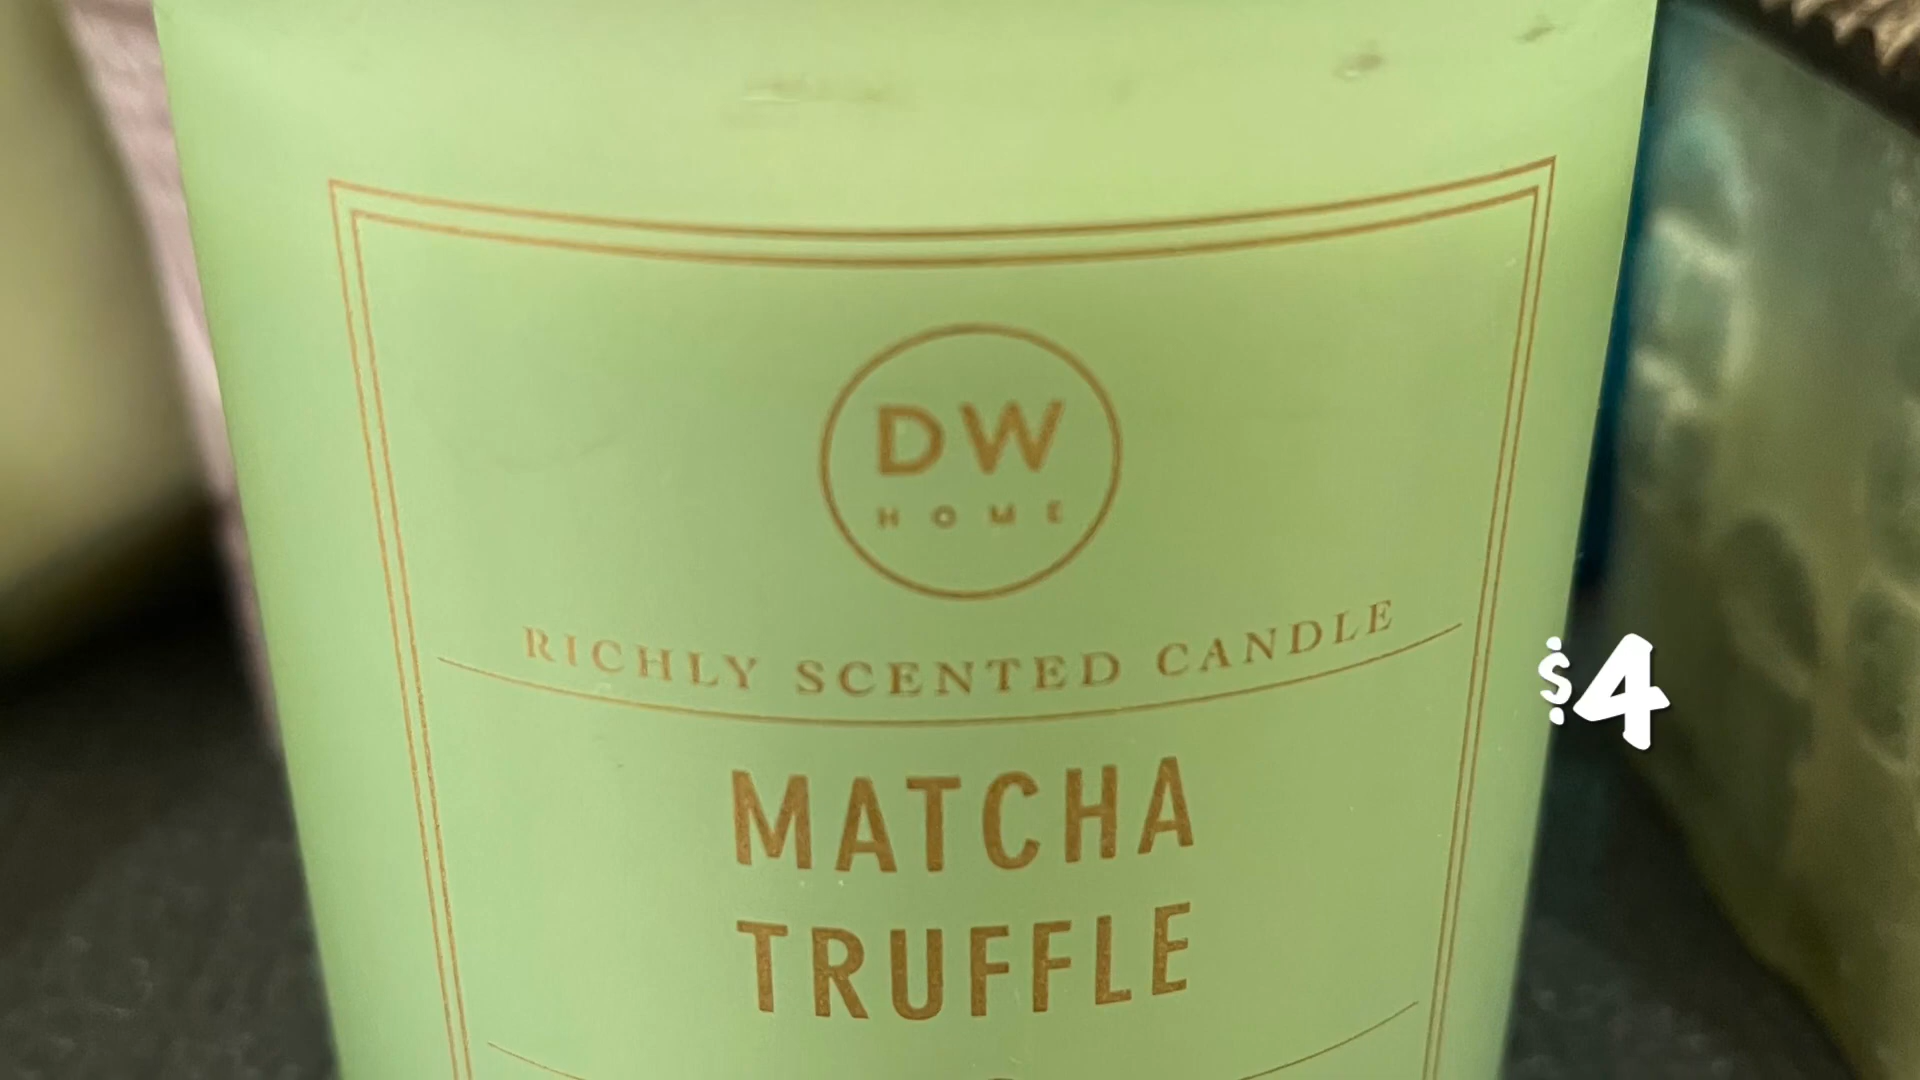 DW
HOME
RICHLY SCENTED CANDLE
MATCHA
TRUFFLE
$4